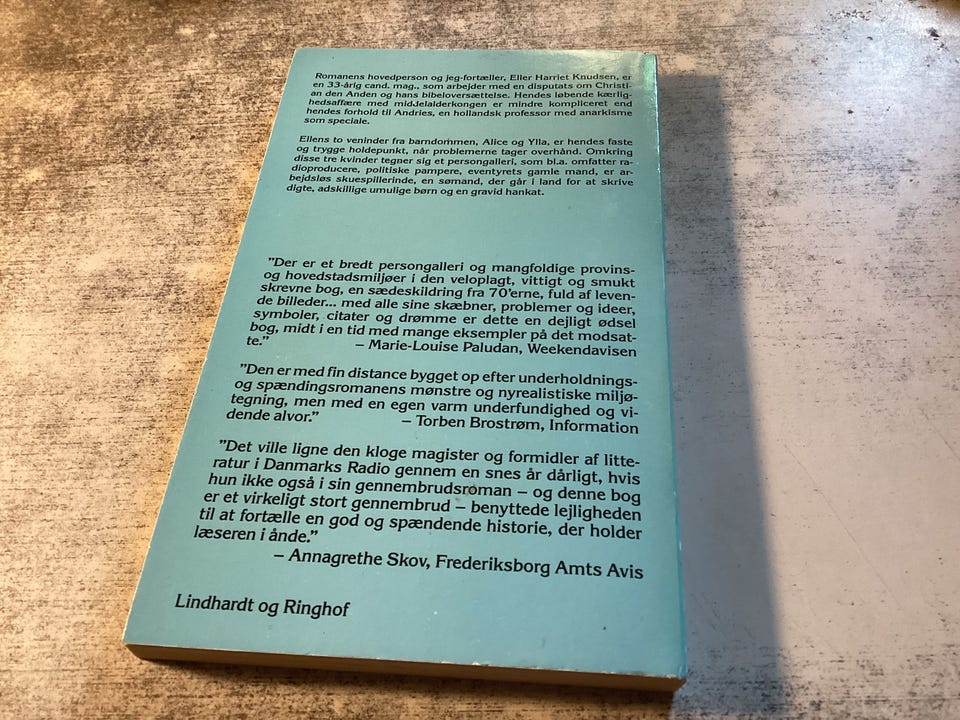 Romanens hovedperson og jeg-fortæller, Eller Harriet Knudsen, er
en 33-årig cand. mag., som arbejder med en disputats om Christi-
an den Anden og hans bibeloversættelse. Hendes løbende kærlig-
hedsaffære med middelalderkongen er mindre kompliceret end
hendes forhold til Andries, en hollandsk professor med anarkisme
som speciale.
Ellens to veninder fra barndommen, Alice og Ylla, er hendes faste
og trygge holdepunkt, når problemerne tager overhånd. Omkring
disse tre kvinder tegner sig et persongalleri, som bl.a. omfatter ra-
dioproducere, politiske pampere, eventyrets gamle mand, er ar-
bejdsløs skuespillerinde, en sømand, der går i land for at skrive
digte, adskillige umulige børn og en gravid hankat.
"Der er et bredt persongalleri og mangfoldige provins-
og hovedstadsmiljøer i den veloplagt, vittigt og smukt
skrevne bog, en sædeskildring fra 70'erne, fuld af leven-
de billeder... med alle sine skæbner, problemer og ideer,
symboler, citater og drømme er dette en dejligt ødsel
bog, midt i en tid med mange eksempler på det modsat-
te." – Marie-Louise Paludan, Weekendavisen
"Den er med fin distance bygget op efter underholdnings-
og spændingsromanens mønstre og nyrealistiske miljø-
tegning, men med en egen varm underfundighed og vi-
dende alvor." – Torben Brostrøm, Information
"Det ville ligne den kloge magister og formidler af litte-
ratur i Danmarks Radio gennem en snes år dårligt, hvis
hun ikke også i sin gennembrudsroman – og denne bog
er et virkeligt stort gennembrud – benyttede lejligheden
til at fortælle en god og spændende historie, der holder
læseren i ånde."
– Annagrethe Skov, Frederiksborg Amts Avis
Lindhardt og Ringhof